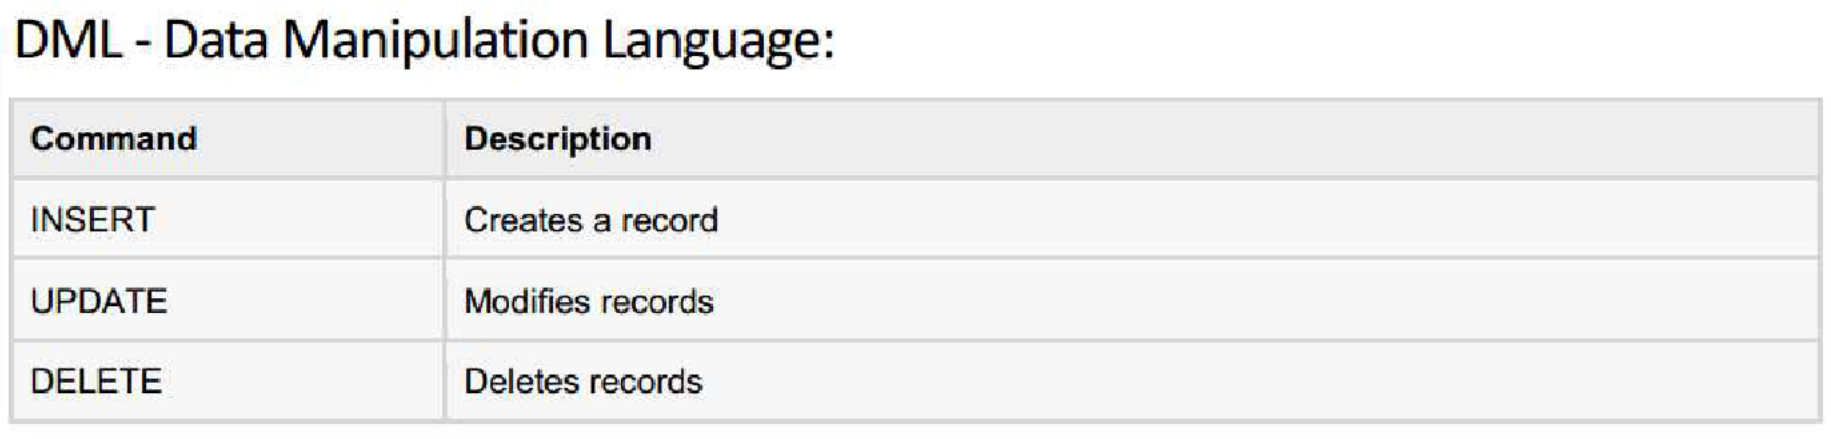 DML - Data Manipulation Language:
Command Description
INSERT Creates a record
UPDATE Modifies records
DELETE Deletes records